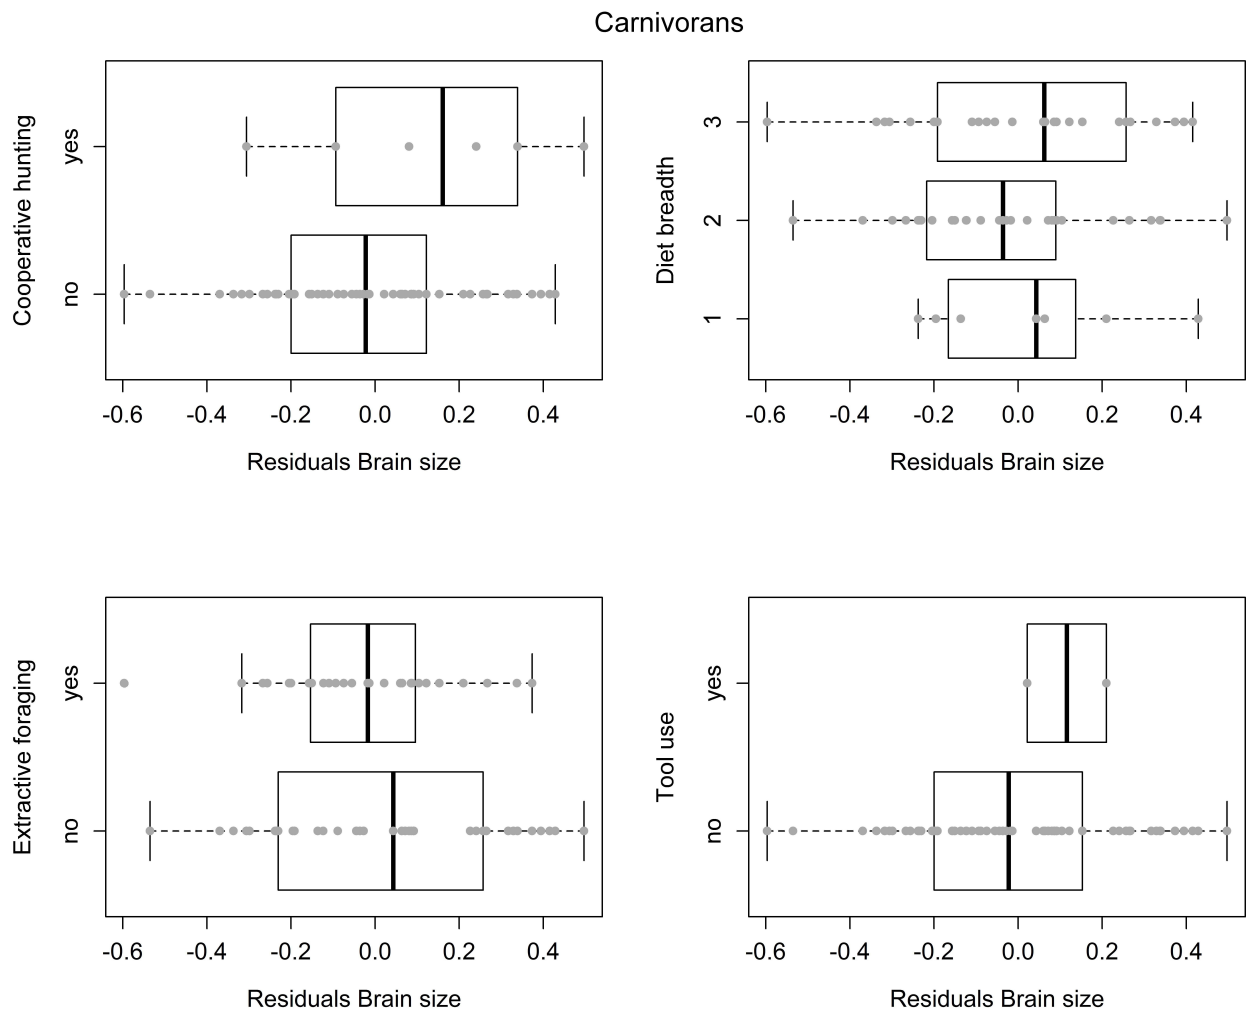 Carnivorans
Cooperative hunting
yes
no
-0.6 -0.4 -0.2 0.0 0.2 0.4
Residuals Brain size
Diet breadth
3
2
1
-0.6 -0.4 -0.2 0.0 0.2 0.4
Residuals Brain size
Extractive foraging
yes
no
-0.6 -0.4 -0.2 0.0 0.2 0.4
Residuals Brain size
Tool use
yes
no
-0.6 -0.4 -0.2 0.0 0.2 0.4
Residuals Brain size